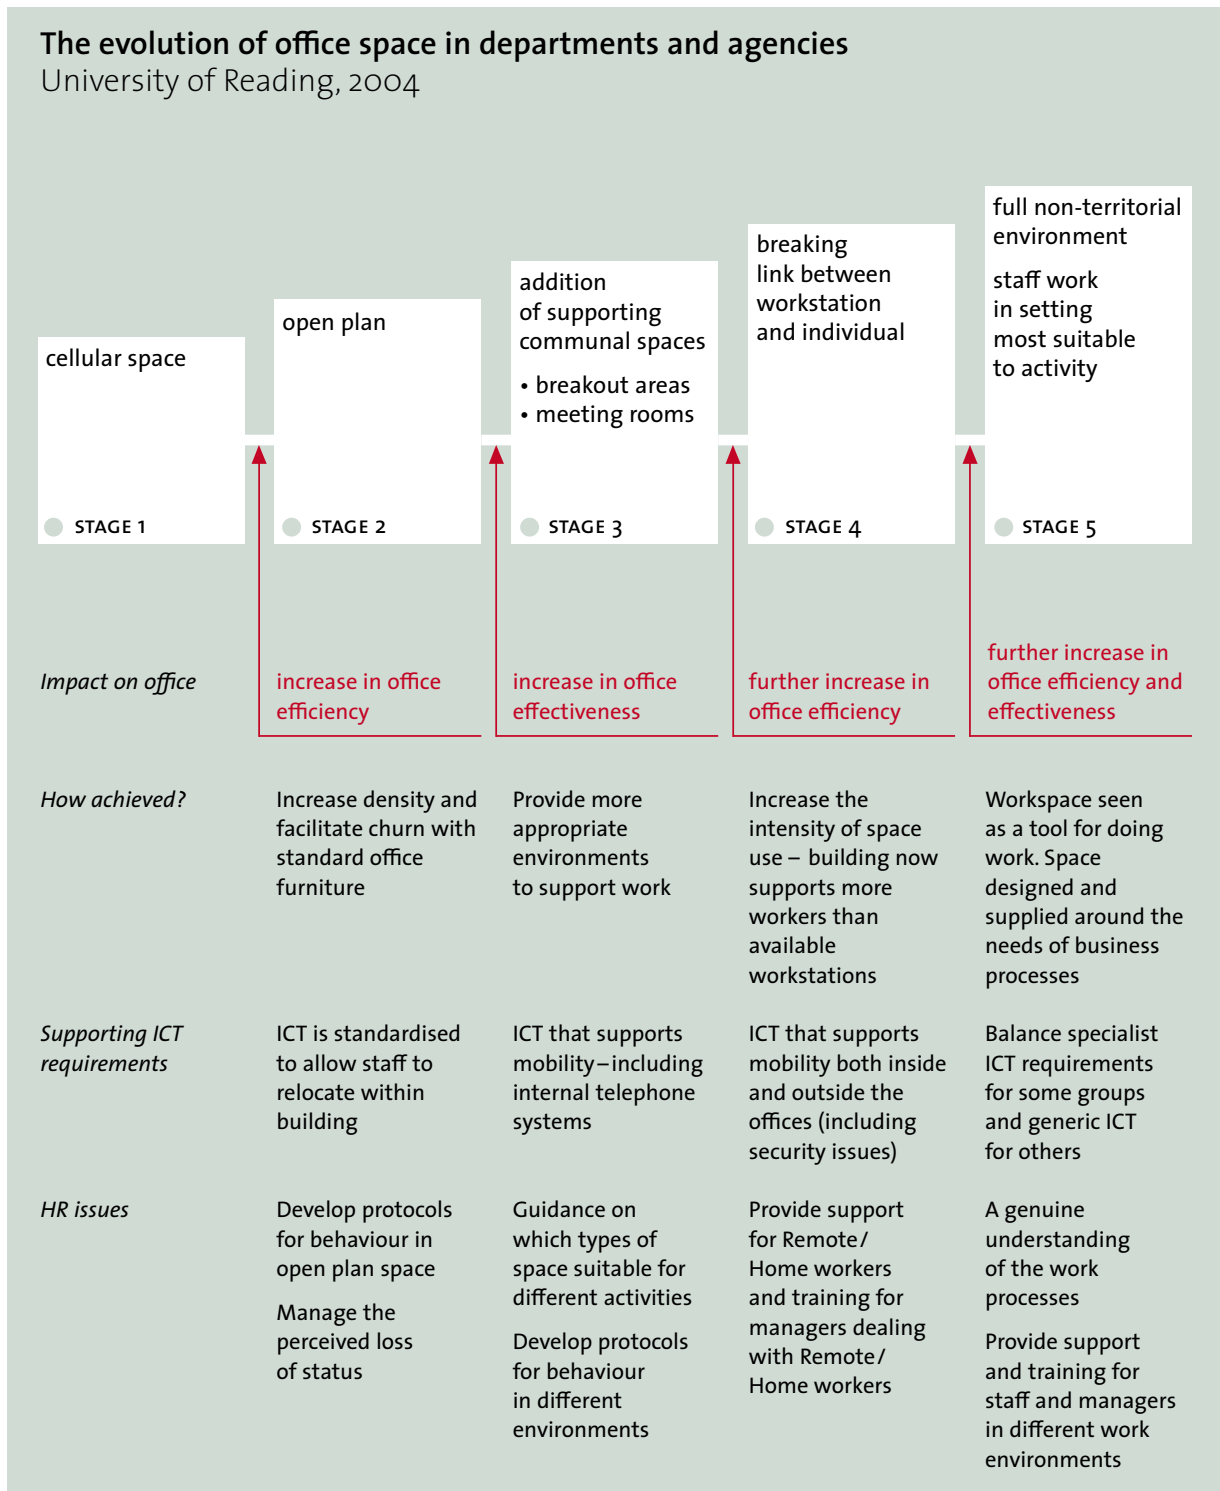 The evolution of office space in departments and agencies
University of Reading, 2004
cellular space
STAGE 1
open plan
STAGE 2
addition
of supporting
communal spaces
• breakout areas
• meeting rooms
STAGE 3
breaking
link between
workstation
and individual
STAGE 4
full non-territorial
environment
staff work
in setting
most suitable
to activity
STAGE 5
Impact on office
increase in office
efficiency
increase in office
effectiveness
further increase in
office efficiency
further increase in
office efficiency and
effectiveness
How achieved?
Increase density and
facilitate churn with
standard office
furniture
Provide more
appropriate
environments
to support work
Increase the
intensity of space
use – building now
supports more
workers than
available
workstations
Workspace seen
as a tool for doing
work. Space
designed and
supplied around the
needs of business
processes
Supporting ICT
requirements
ICT is standardised
to allow staff to
relocate within
building
ICT that supports
mobility – including
internal telephone
systems
ICT that supports
mobility both inside
and outside the
offices (including
security issues)
Balance specialist
ICT requirements
for some groups
and generic ICT
for others
HR issues
Develop protocols
for behaviour in
open plan space
Manage the
perceived loss
of status
Guidance on
which types of
space suitable for
different activities
Develop protocols
for behaviour
in different
environments
Provide support
for Remote/
Home workers
and training for
managers dealing
with Remote/
Home workers
A genuine
understanding
of the work
processes
Provide support
and training for
staff and managers
in different work
environments